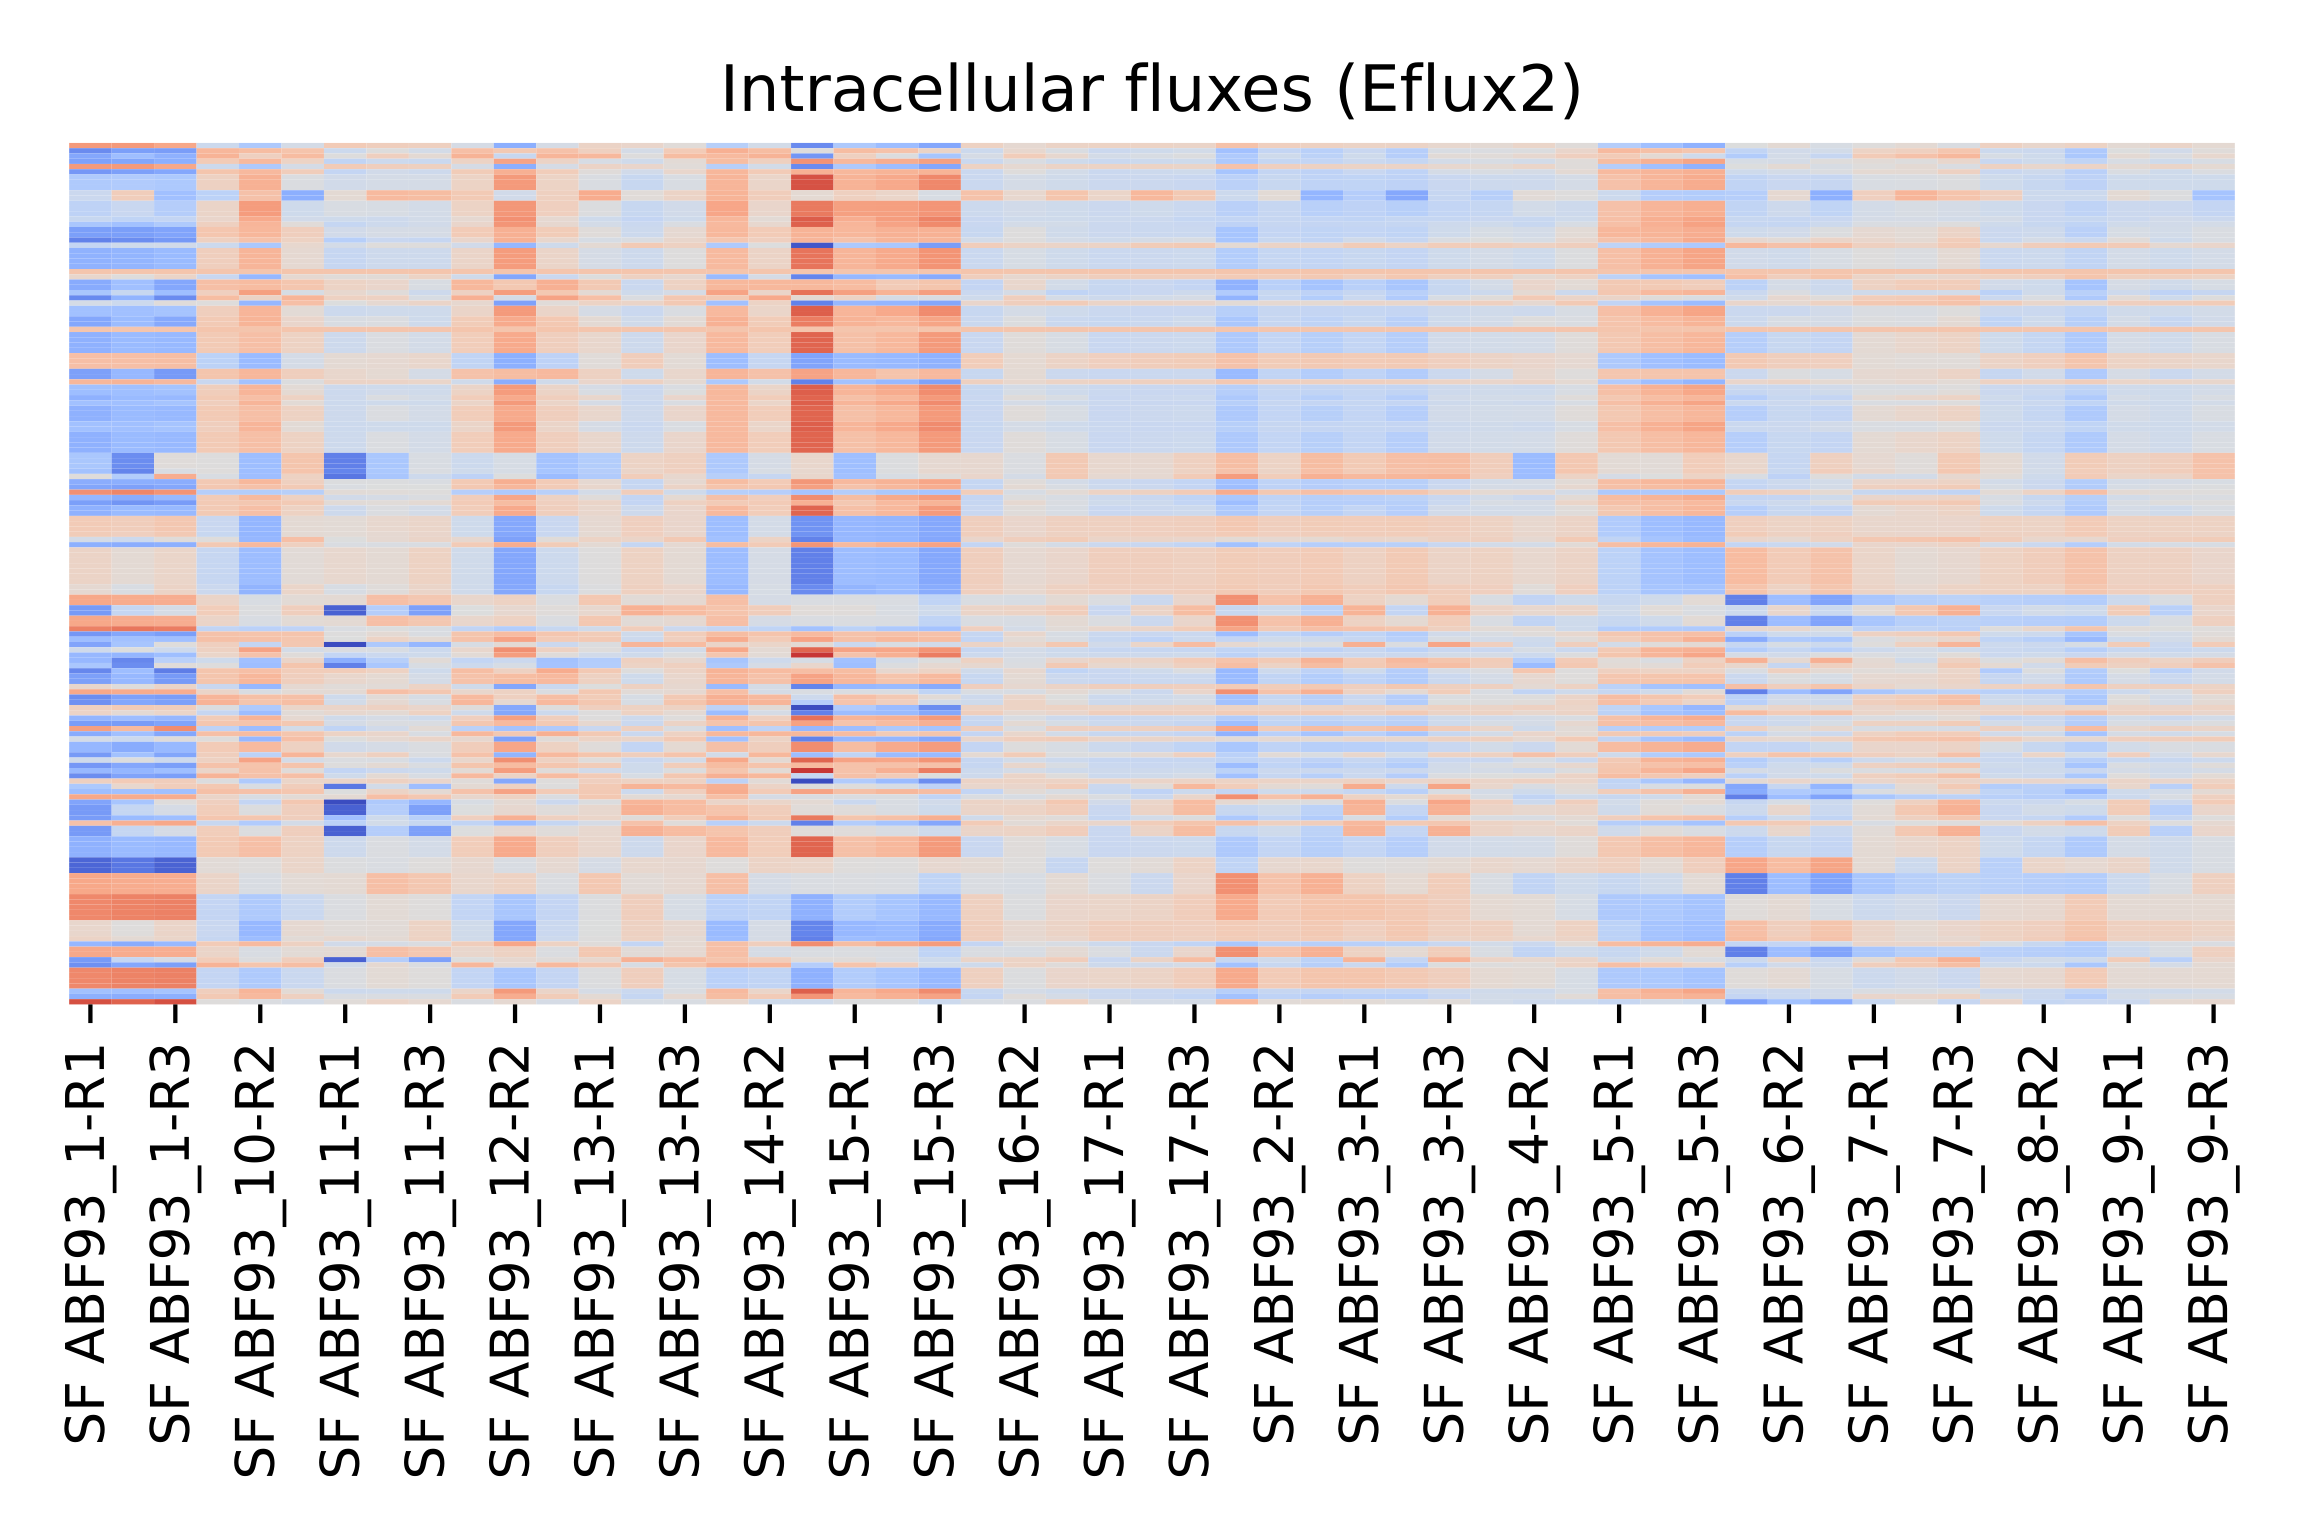 Intracellular fluxes (Eflux2)
SF ABF93_1-R1
SF ABF93_1-R3
SF ABF93_10-R2
SF ABF93_11-R1
SF ABF93_11-R3
SF ABF93_12-R2
SF ABF93_13-R1
SF ABF93_13-R3
SF ABF93_14-R2
SF ABF93_15-R1
SF ABF93_15-R3
SF ABF93_16-R2
SF ABF93_17-R1
SF ABF93_17-R3
SF ABF93_2-R2
SF ABF93_3-R1
SF ABF93_3-R3
SF ABF93_4-R2
SF ABF93_5-R1
SF ABF93_5-R3
SF ABF93_6-R2
SF ABF93_7-R1
SF ABF93_7-R3
SF ABF93_8-R2
SF ABF93_9-R1
SF ABF93_9-R3